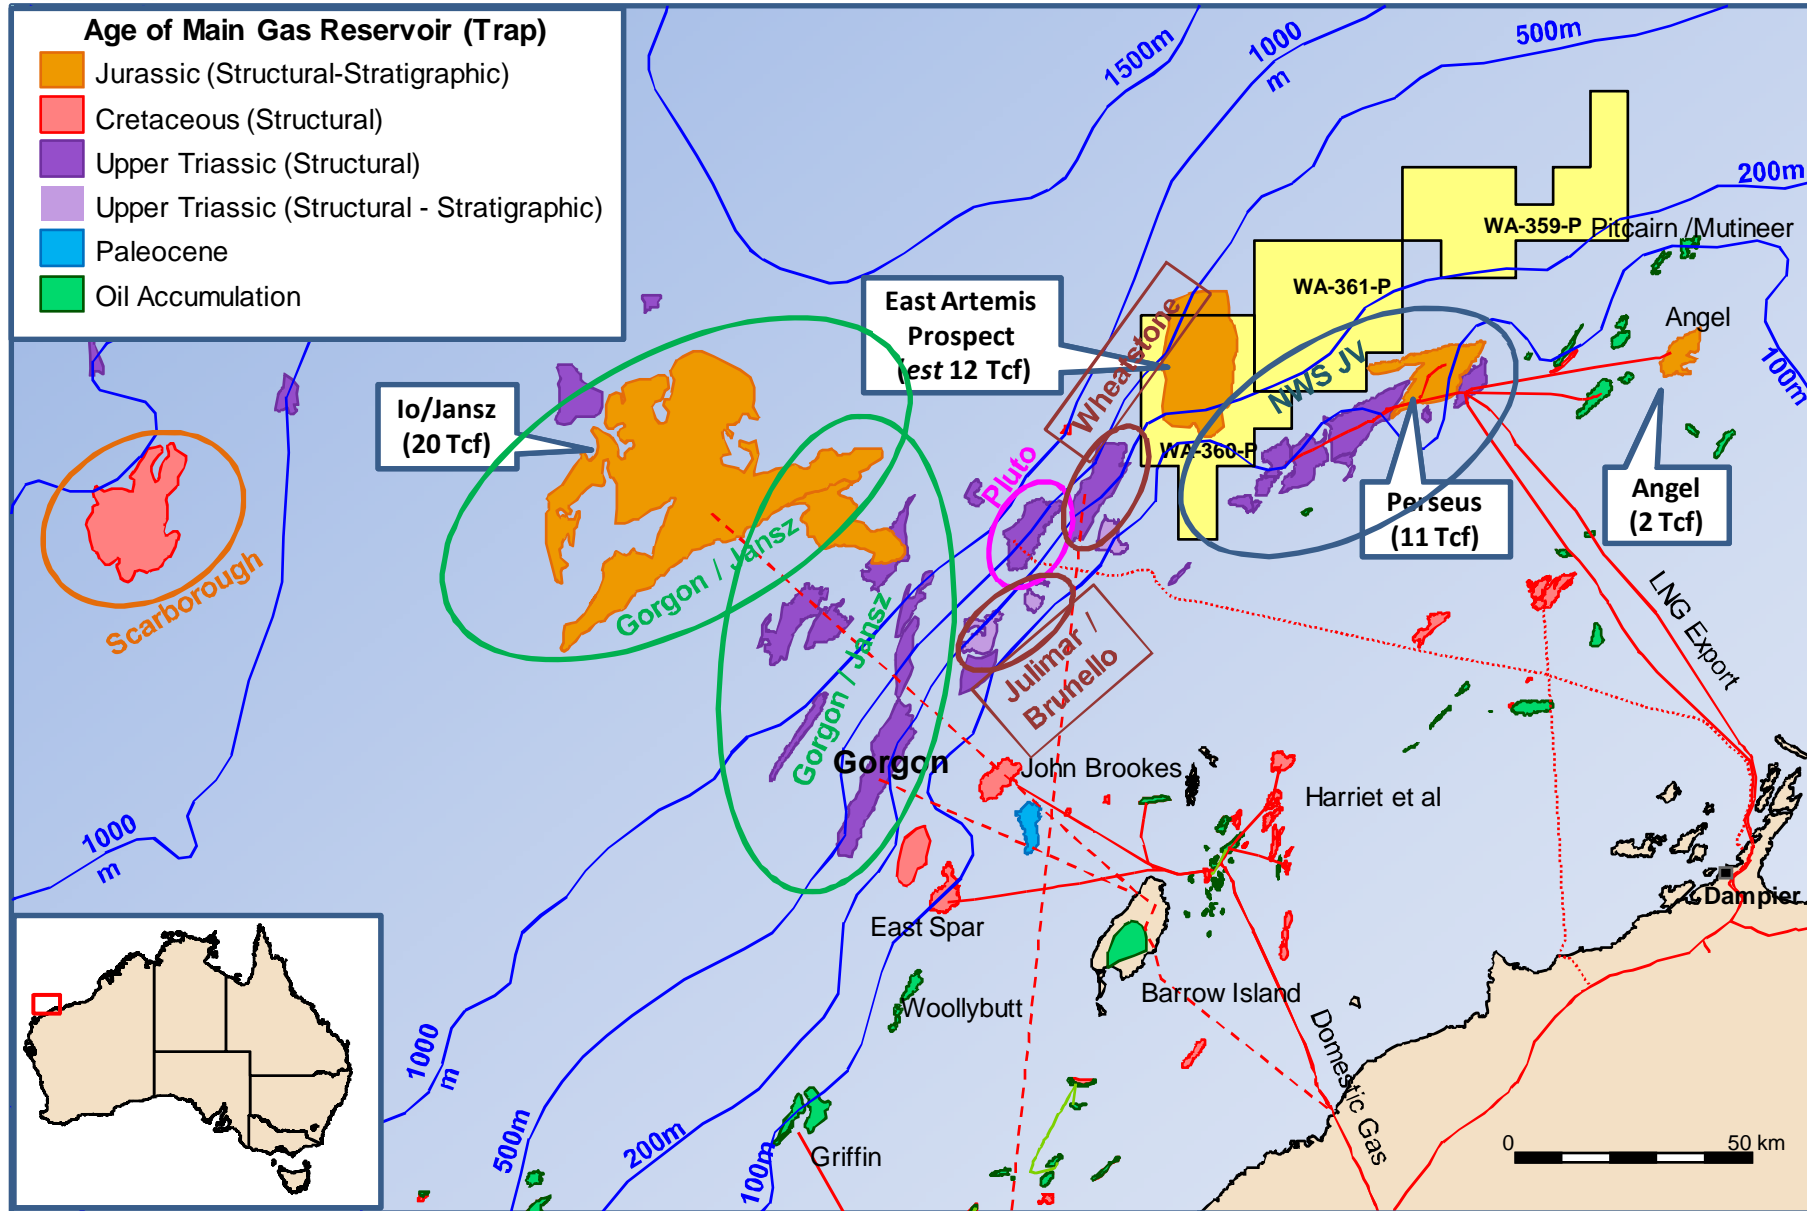 Age of Main Gas Reservoir (Trap)
Jurassic (Structural-Stratigraphic)
Cretaceous (Structural)
Upper Triassic (Structural)
Upper Triassic (Structural - Stratigraphic)
Paleocene
Oil Accumulation
1500m
1000
m
500m
200m
100m
WA-359-P
Pitcairn /Mutineer
WA-361-P
East Artemis
Prospect
(est 12 Tcf)
Wheatstone
NWS JV
Angel
Io/Jansz
(20 Tcf)
WA-360-P
Pluto
Perseus
(11 Tcf)
Angel
(2 Tcf)
Scarborough
Gorgon / Jansz
Gorgon / Jansz
Julimar /
Brunello
LNG Export
Gorgon
John Brookes
Harriet et al
1000
m
East Spar
Dampier
Woollybutt
Barrow Island
1000
m
Domestic Gas
500m
200m
100m
Griffin
0
50 km